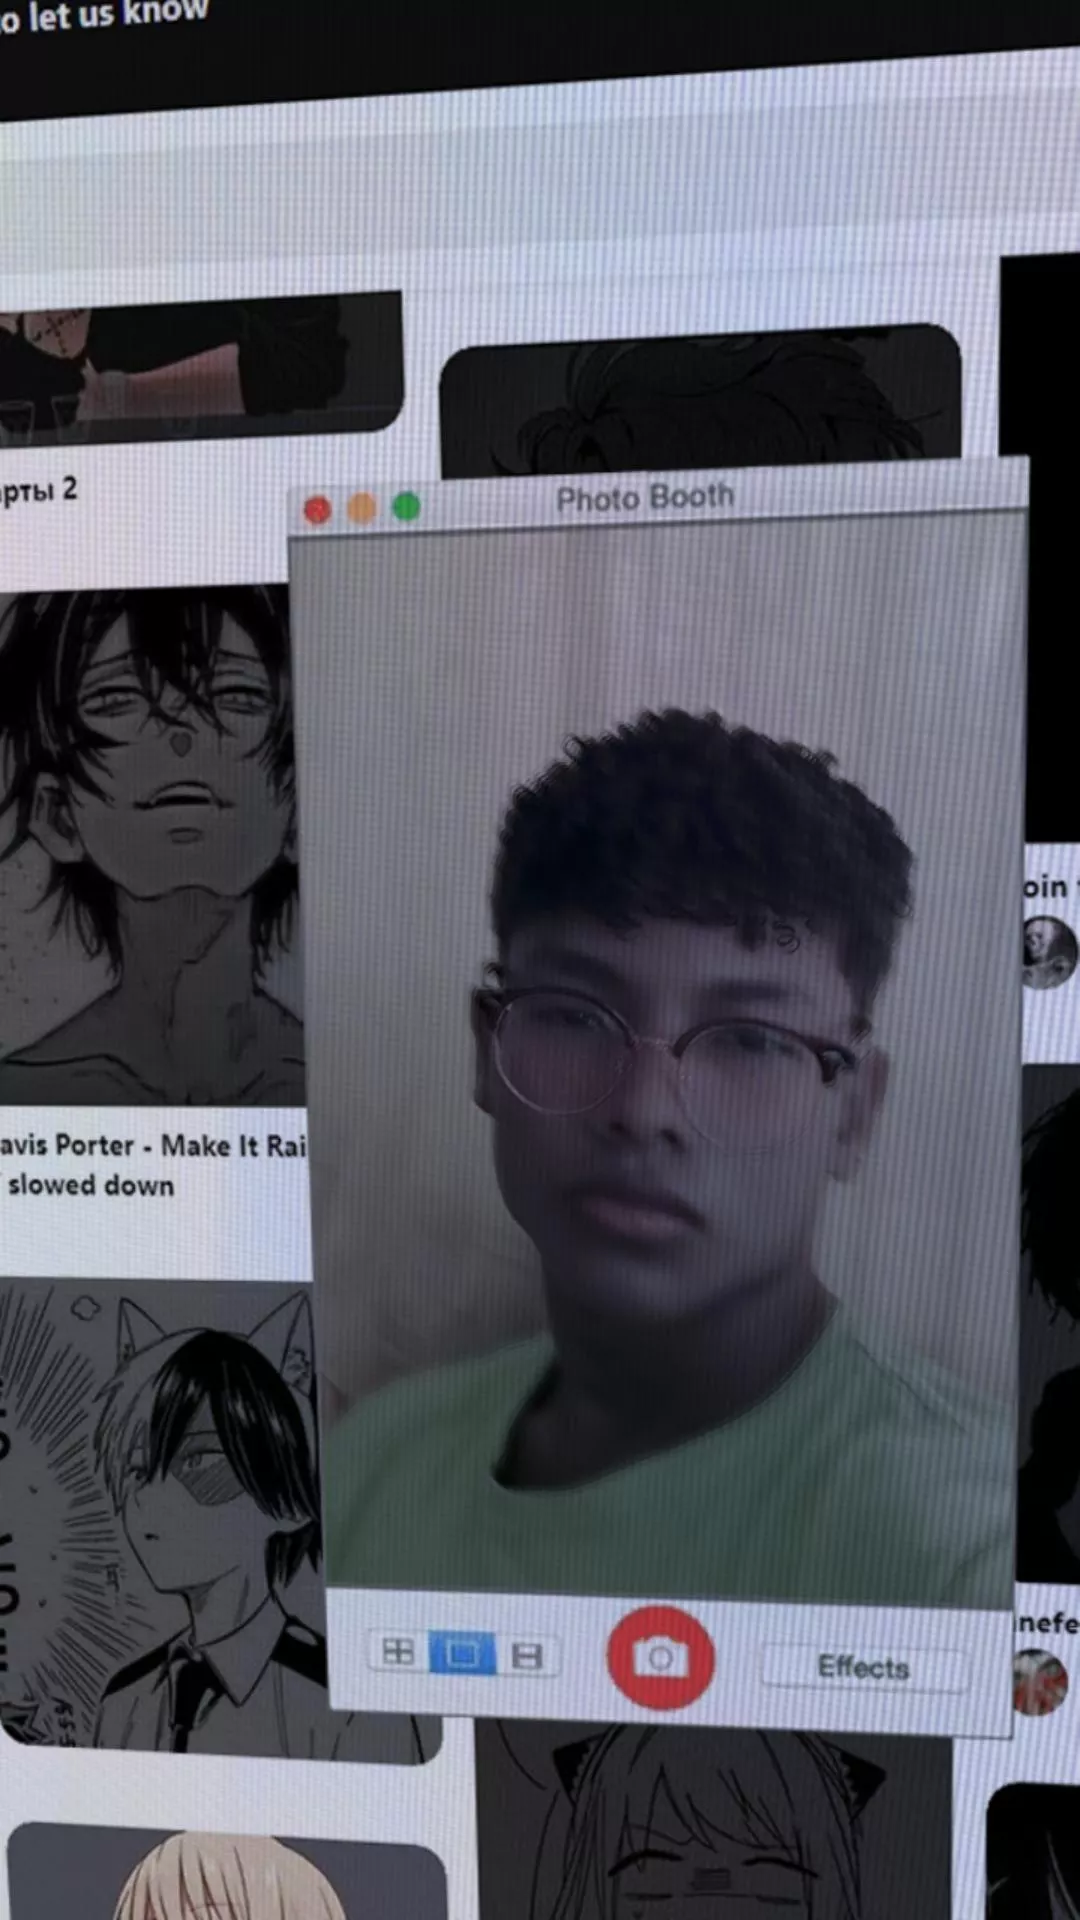 o let us know
арты 2
Photo Booth
oin
avis Porter - Make It Rai
slowed down
Effects
nefe